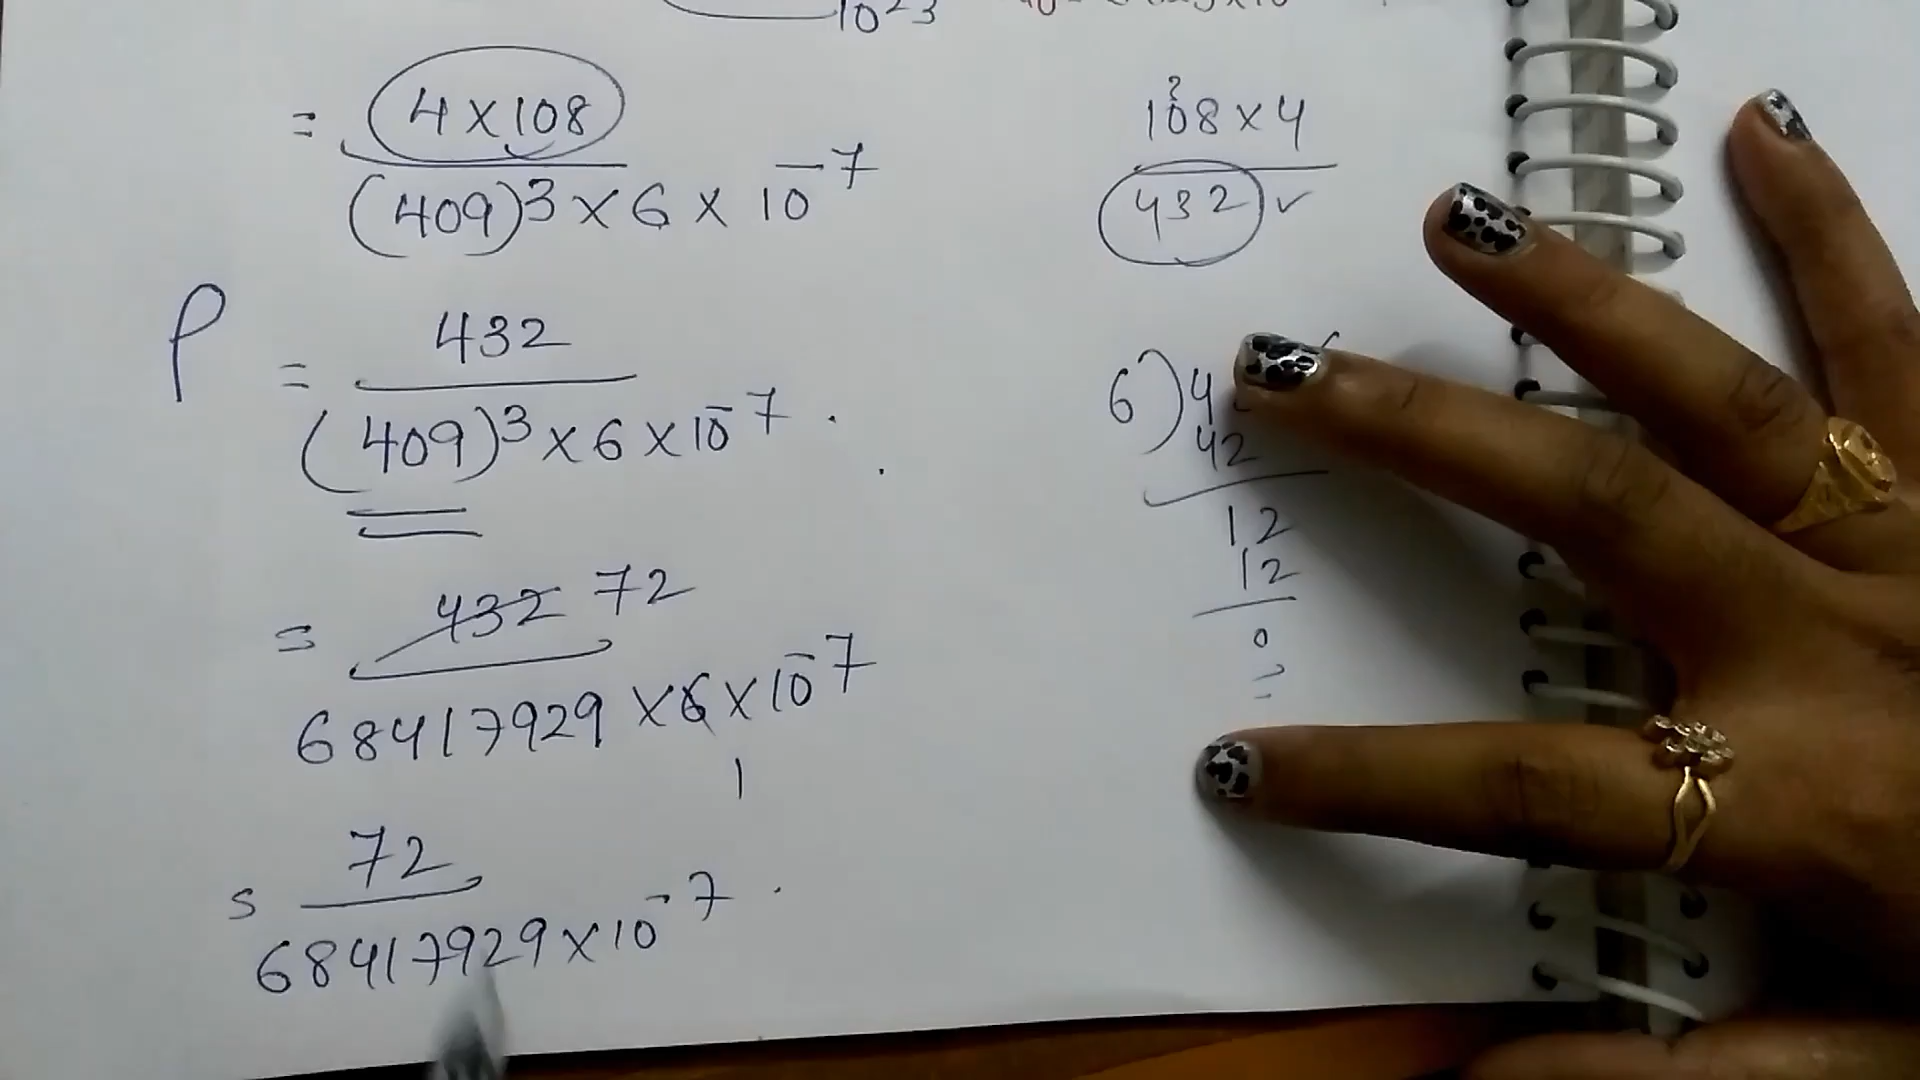 10²³
= 4 × 108
(409)³ × 6 × 10⁻⁷
108 × 4
432 ✓
ρ = 432
(409)³ × 6 × 10⁻⁷ .
6 ) 4
42
12
12
0
= 432 72
68417929 × 6 × 10⁻⁷
1
= 72
68417929 × 10⁻⁷ .